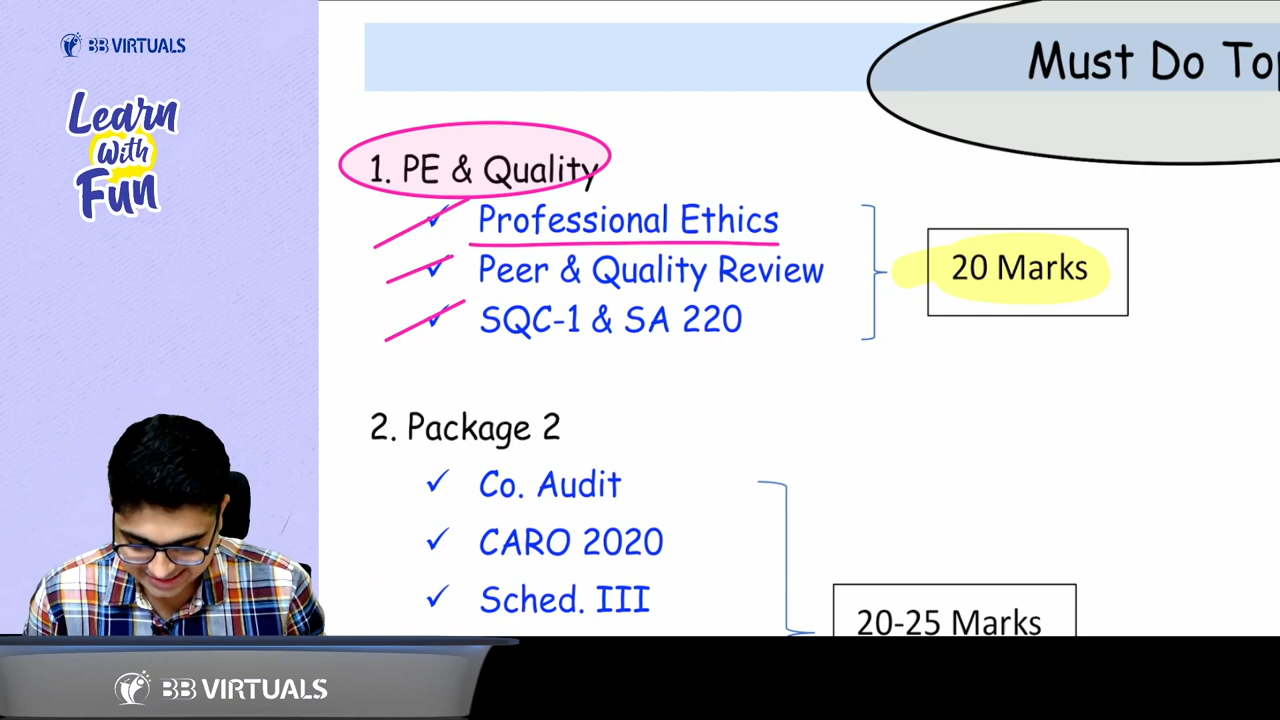 BB VIRTUALS
Learn
With
Fun
Must Do Top
1. PE & Quality
✓ Professional Ethics
✓ Peer & Quality Review
✓ SQC-1 & SA 220
20 Marks
2. Package 2
✓ Co. Audit
✓ CARO 2020
✓ Sched. III
20-25 Marks
BB VIRTUALS